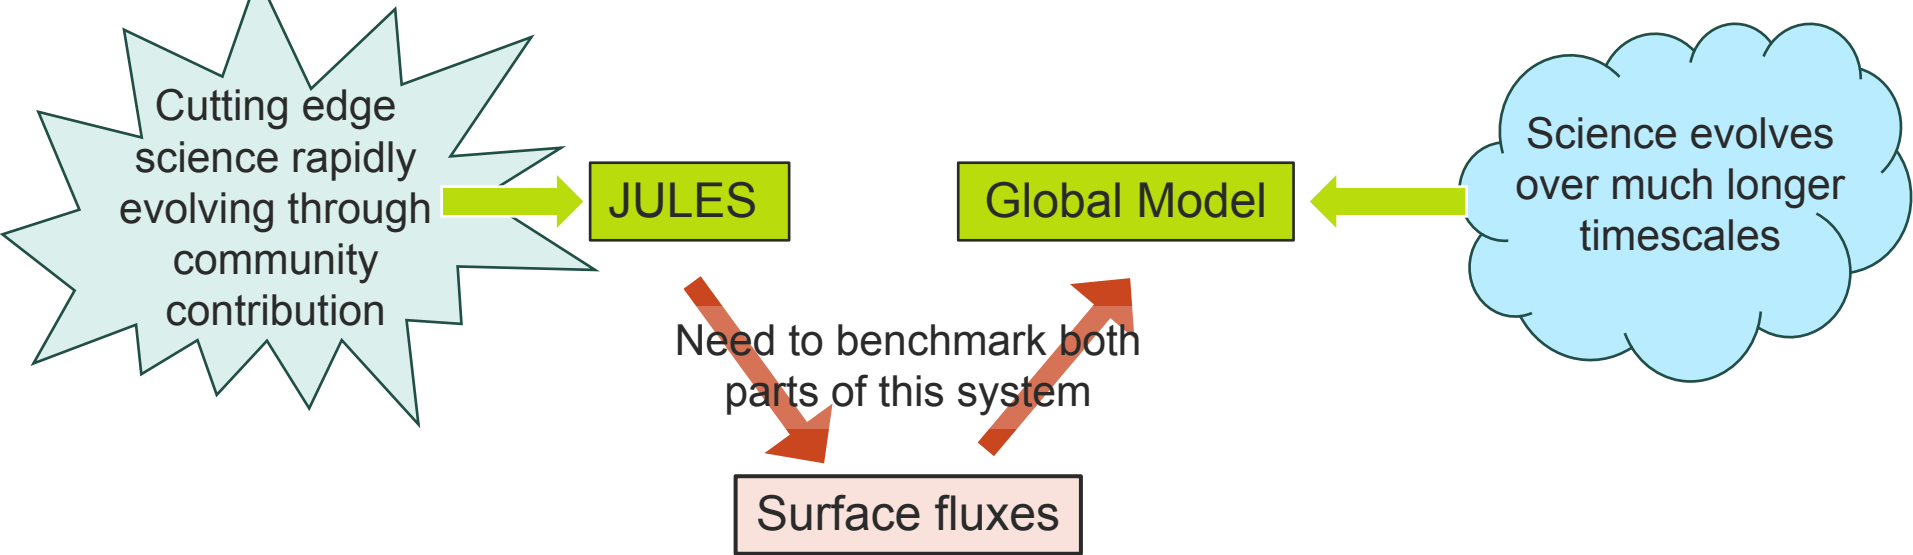 Cutting edge
science rapidly
evolving through
community
contribution
JULES
Global Model
Science evolves
over much longer
timescales
Need to benchmark both
parts of this system
Surface fluxes